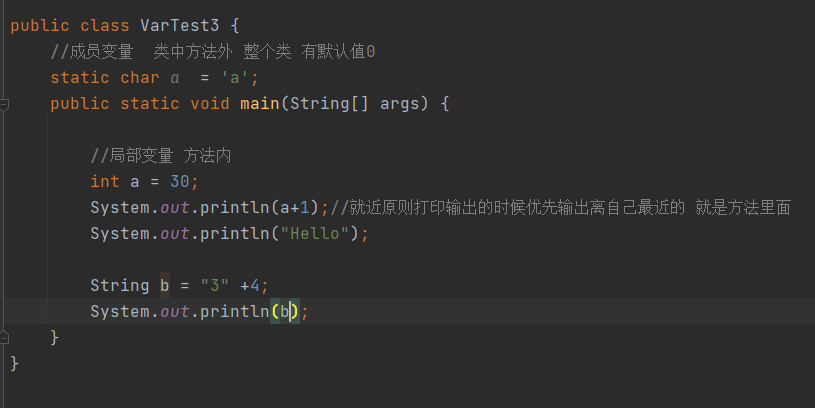 public class VarTest3 {
//成员变量  类中方法外 整个类 有默认值0
static char a  = 'a';
public static void main(String[] args) {
//局部变量 方法内
int a = 30;
System.out.println(a+1);//就近原则打印输出的时候优先输出离自己最近的 就是方法里面
System.out.println("Hello");
String b = "3" +4;
System.out.println(b);
}
}